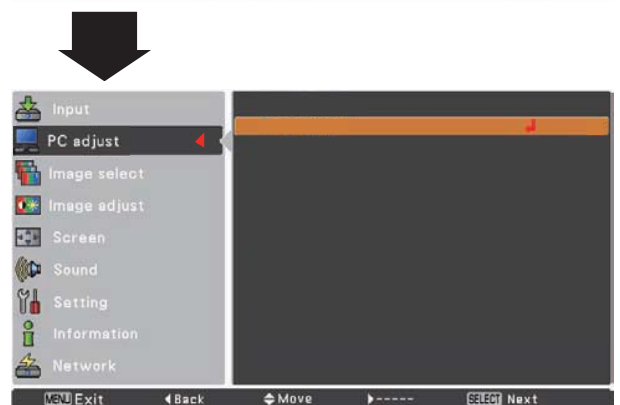 Input
PC adjust
Image select
Image adjust
Screen
Sound
Setting
Information
Network
MENU Exit ◀Back ◆Move ▶----- SELECT Next